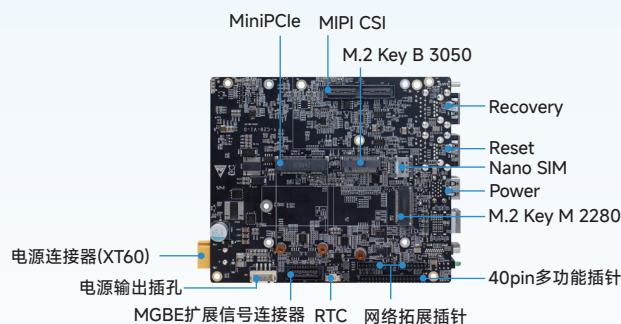 MiniPCIe
MIPI CSI
M.2 Key B 3050
Recovery
Reset
Nano SIM
Power
M.2 Key M 2280
电源连接器(XT60)
40pin多功能插针
电源输出插孔
MGBE扩展信号连接器
RTC
网络拓展插针